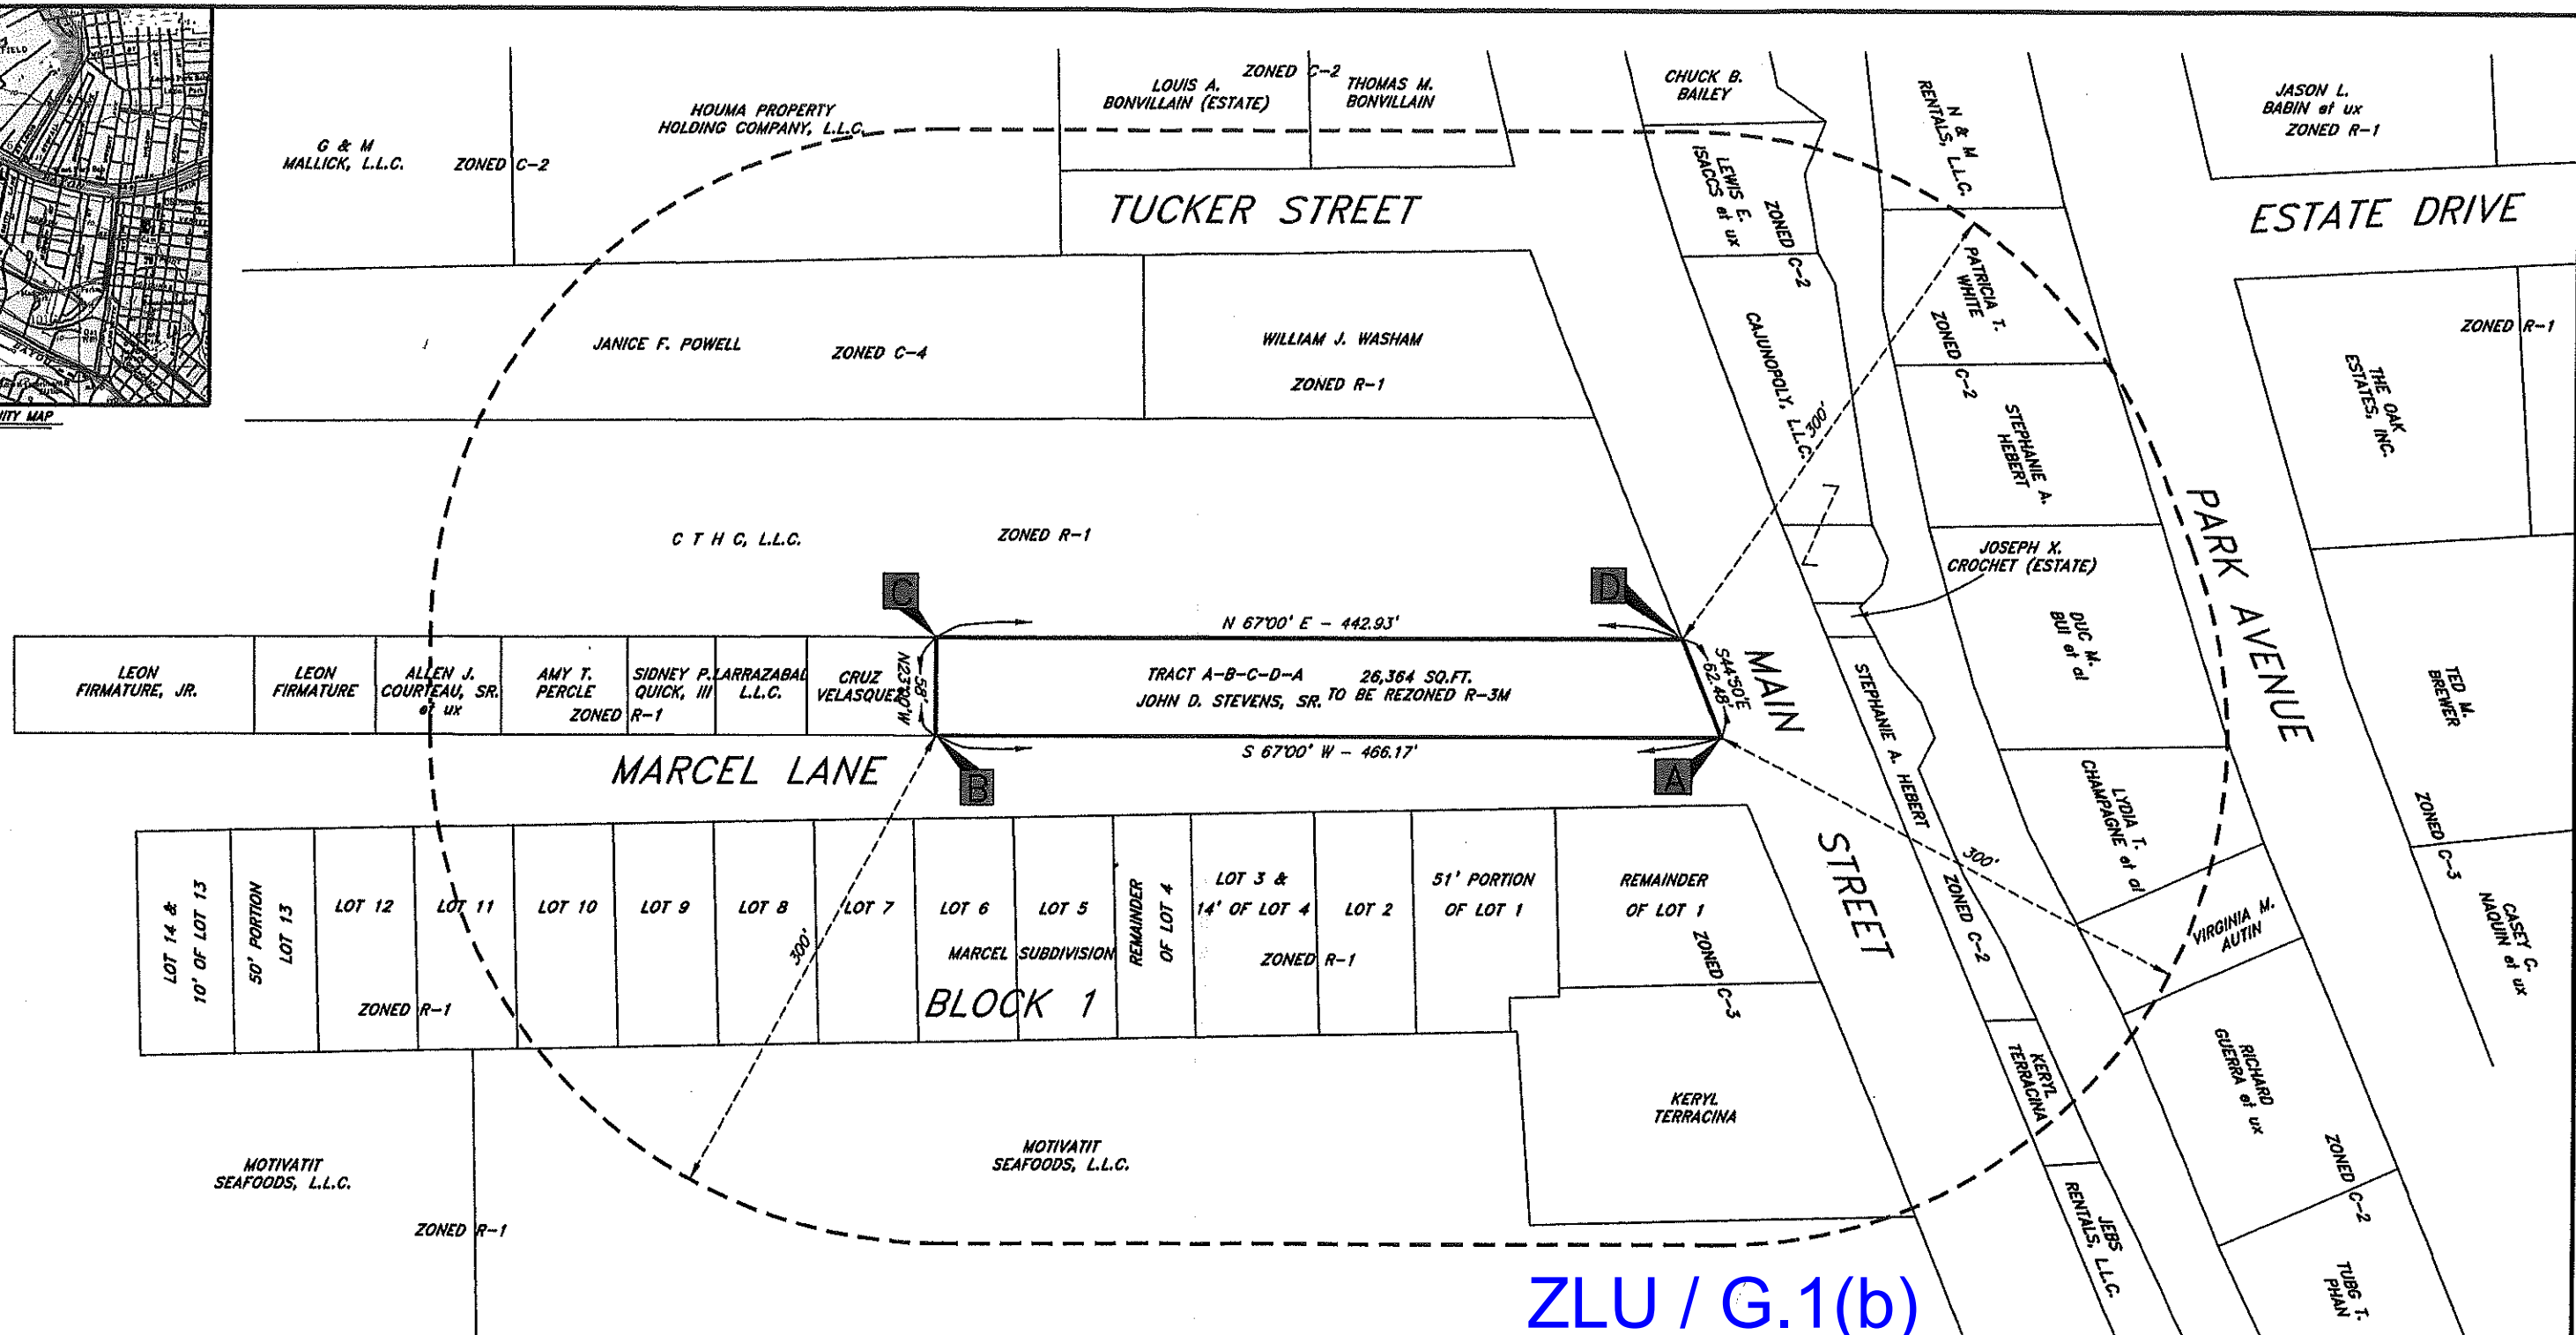 ITY MAP
G & M
MALLICK, L.L.C.
ZONED C-2
HOUMA PROPERTY
HOLDING COMPANY, L.L.C.
LOUIS A.
BONVILLAIN (ESTATE)
ZONED C-2
THOMAS M.
BONVILLAIN
CHUCK B.
BAILEY
N & M
RENTALS, L.L.C.
JASON L.
BABIN et ux
ZONED R-1
TUCKER STREET
LEWIS E.
ISACCS et ux
ZONED C-2
PATRICIA T.
WHITE
ZONED C-2
ESTATE DRIVE
JANICE F. POWELL
ZONED C-4
WILLIAM J. WASHAM
ZONED R-1
CAJUNOPOLY, L.L.C.
300'
STEPHANIE A.
HEBERT
THE OAK
ESTATES, INC.
ZONED R-1
C T H C, L.L.C.
ZONED R-1
JOSEPH X.
CROCHET (ESTATE)
PARK AVENUE
C
D
N 67°00' E - 442.93'
LEON
FIRMATURE, JR.
LEON
FIRMATURE
ALLEN J.
COURTEAU, SR.
et ux
AMY T.
PERCLE
SIDNEY P.
QUICK, III
ZONED R-1
LARRAZABAL
L.L.C.
CRUZ
VELASQUEZ
N23°00'W
58'
TRACT A-B-C-D-A
26,364 SQ.FT.
JOHN D. STEVENS, SR.
TO BE REZONED R-3M
S44°50'E
62.48'
MAIN
STREET
DUC M.
BUI et al
TED M.
BREWER
S 67°00' W - 466.17'
MARCEL LANE
B
A
STEPHANIE A. HEBERT
ZONED C-2
LYDIA T.
CHAMPAGNE et al
300'
ZONED C-3
LOT 14 &
10' OF LOT 13
50' PORTION
LOT 13
LOT 12
LOT 11
LOT 10
LOT 9
LOT 8
LOT 7
LOT 6
LOT 5
REMAINDER
OF LOT 4
LOT 3 &
14' OF LOT 4
LOT 2
51' PORTION
OF LOT 1
REMAINDER
OF LOT 1
ZONED C-3
300'
MARCEL SUBDIVISION
ZONED R-1
ZONED R-1
BLOCK 1
VIRGINIA M.
AUTIN
CASEY C.
NAQUIN et ux
KERYL
TERRACINA
KERYL
TERRACINA
RICHARD
GUERRA et ux
ZONED C-2
MOTIVATIT
SEAFOODS, L.L.C.
MOTIVATIT
SEAFOODS, L.L.C.
ZONED R-1
JEBS
RENTALS, L.L.C.
TUBG T.
PHAN
ZLU / G.1(b)